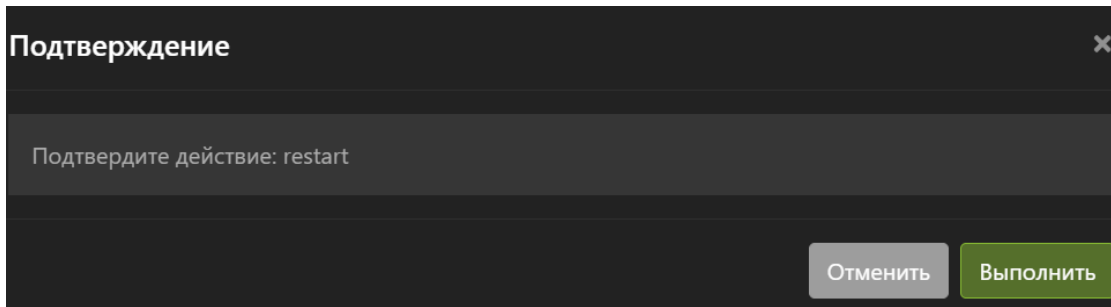 Подтверждение
Подтвердите действие: restart
Отменить Выполнить